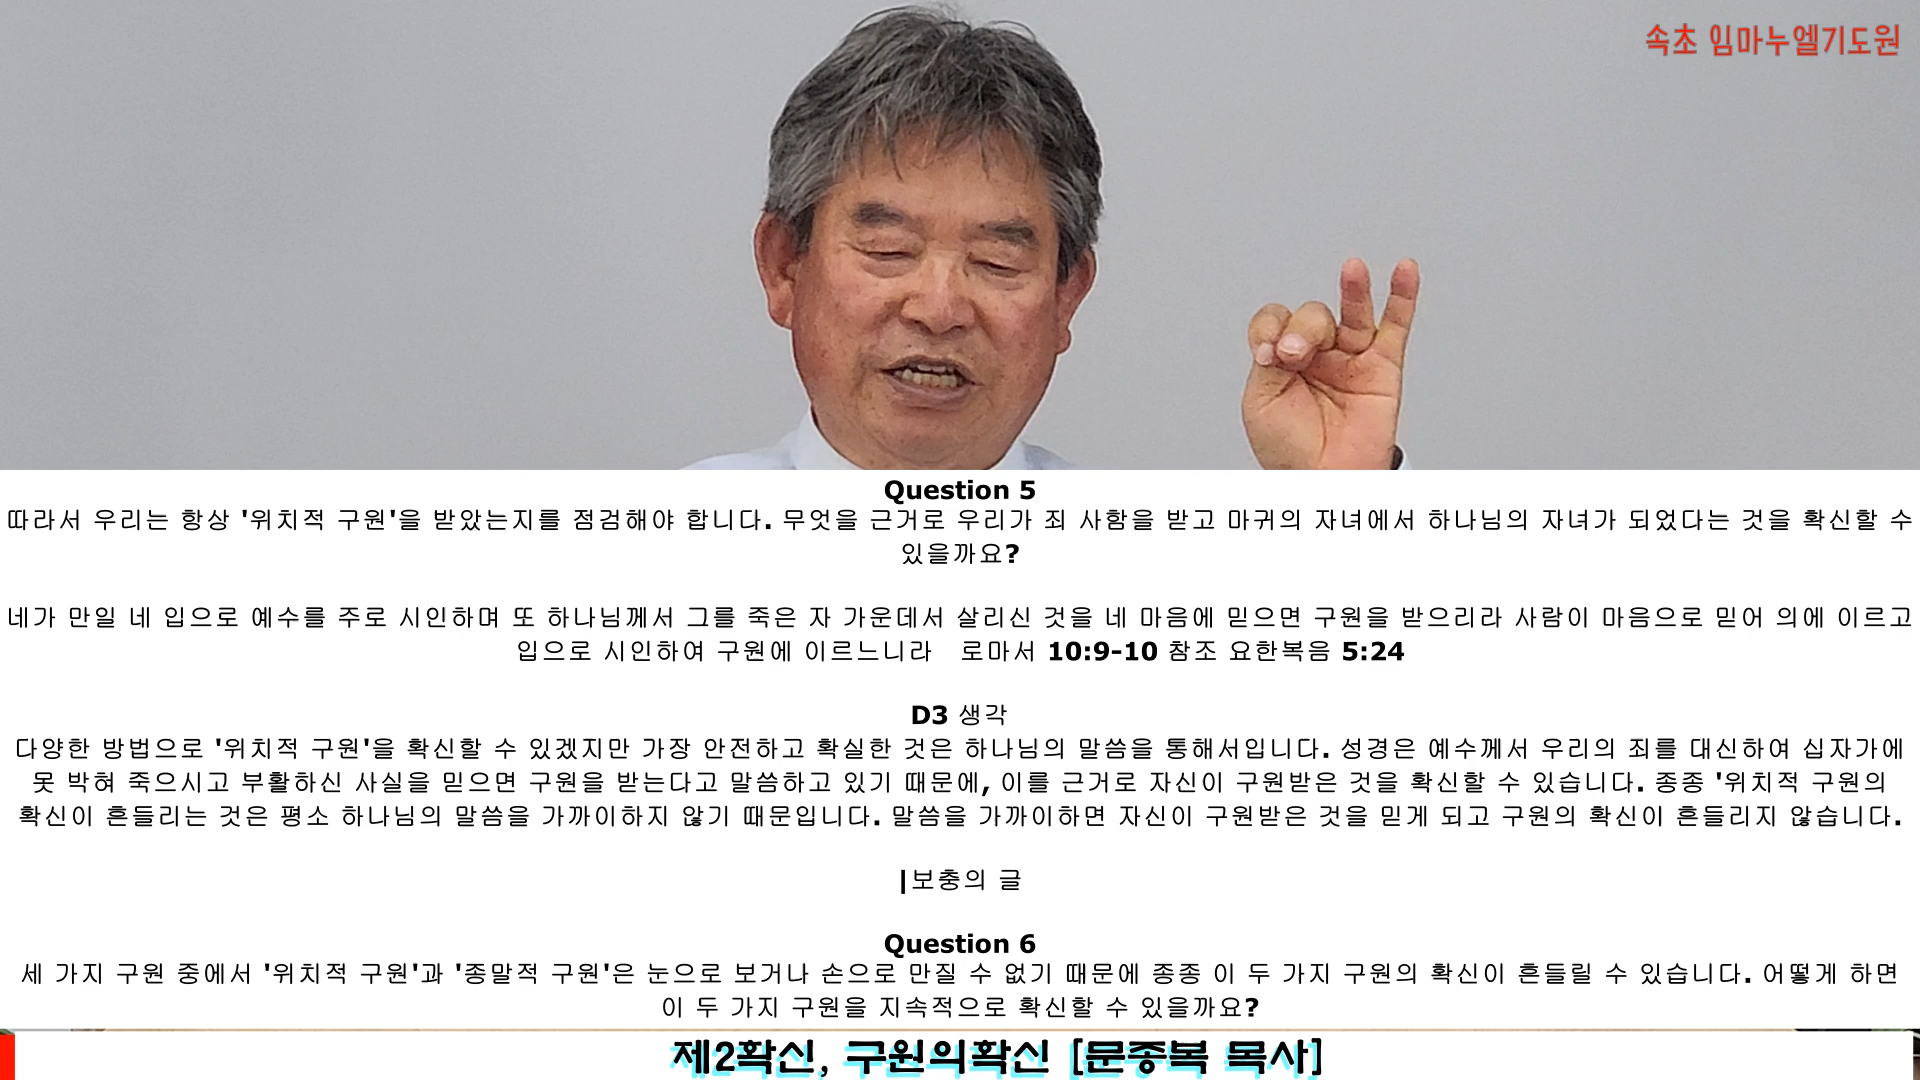 속초 임마누엘기도원
Question 5
따라서 우리는 항상 '위치적 구원'을 받았는지를 점검해야 합니다. 무엇을 근거로 우리가 죄 사함을 받고 마귀의 자녀에서 하나님의 자녀가 되었다는 것을 확신할 수
있을까요?
네가 만일 네 입으로 예수를 주로 시인하며 또 하나님께서 그를 죽은 자 가운데서 살리신 것을 네 마음에 믿으면 구원을 받으리라 사람이 마음으로 믿어 의에 이르고
입으로 시인하여 구원에 이르느니라 로마서 10:9-10 참조 요한복음 5:24
D3 생각
다양한 방법으로 '위치적 구원'을 확신할 수 있겠지만 가장 안전하고 확실한 것은 하나님의 말씀을 통해서입니다. 성경은 예수께서 우리의 죄를 대신하여 십자가에
못 박혀 죽으시고 부활하신 사실을 믿으면 구원을 받는다고 말씀하고 있기 때문에, 이를 근거로 자신이 구원받은 것을 확신할 수 있습니다. 종종 '위치적 구원의
확신이 흔들리는 것은 평소 하나님의 말씀을 가까이하지 않기 때문입니다. 말씀을 가까이하면 자신이 구원받은 것을 믿게 되고 구원의 확신이 흔들리지 않습니다.
|보충의 글
Question 6
세 가지 구원 중에서 '위치적 구원'과 '종말적 구원'은 눈으로 보거나 손으로 만질 수 없기 때문에 종종 이 두 가지 구원의 확신이 흔들릴 수 있습니다. 어떻게 하면
이 두 가지 구원을 지속적으로 확신할 수 있을까요?
제2확신, 구원의확신 [문종복 목사]